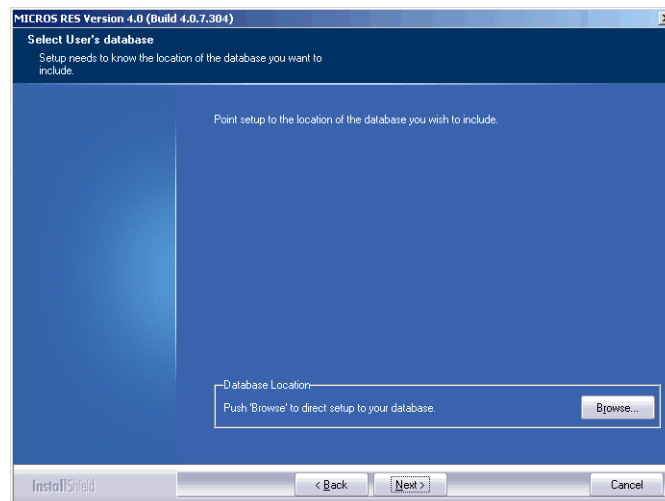 MICROS RES Version 4.0 (Build 4.0.7.304)
Select User's database
Setup needs to know the location of the database you want to
include.
Point setup to the location of the database you wish to include.
Database Location
Push 'Browse' to direct setup to your database.
Browse...
InstallShield
< Back
Next >
Cancel